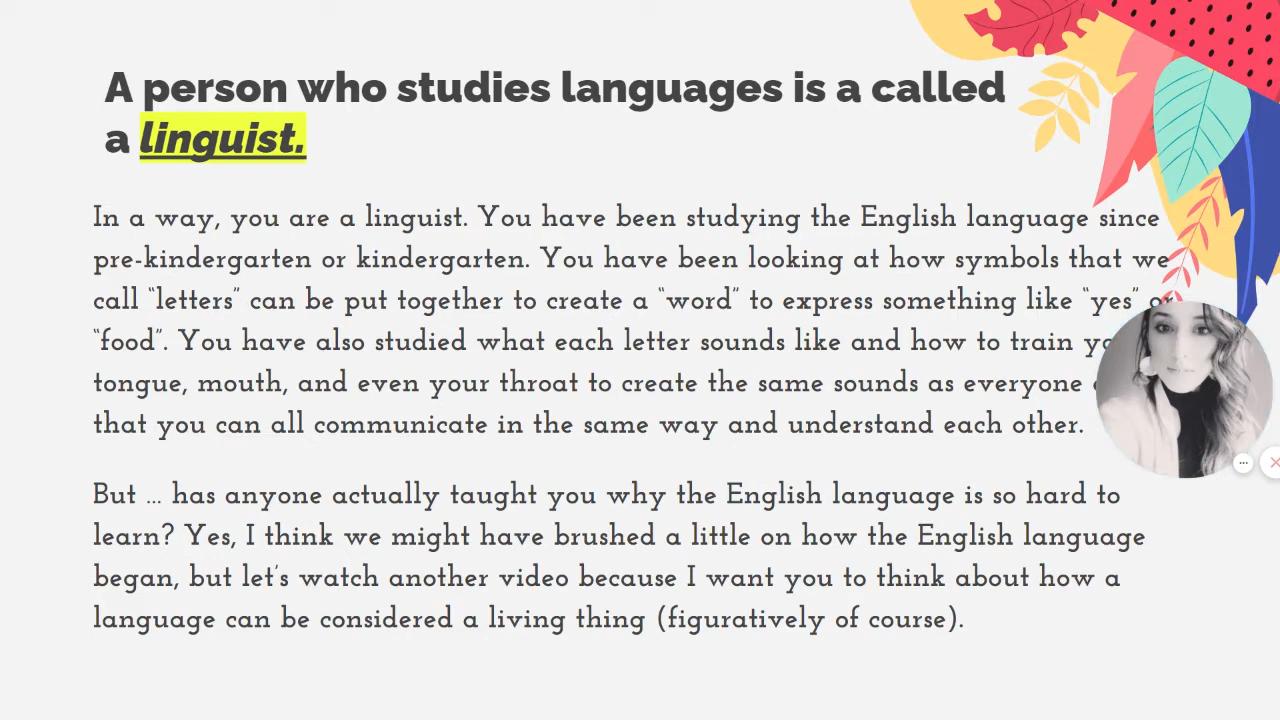 A person who studies languages is a called
a linguist.
In a way, you are a linguist. You have been studying the English language since
pre-kindergarten or kindergarten. You have been looking at how symbols that we
call “letters” can be put together to create a “word” to express something like “yes” or
“food”. You have also studied what each letter sounds like and how to train
tongue, mouth, and even your throat to create the same sounds as everyone
that you can all communicate in the same way and understand each other.
But ... has anyone actually taught you why the English language is so hard to
learn? Yes, I think we might have brushed a little on how the English language
began, but let’s watch another video because I want you to think about how a
language can be considered a living thing (figuratively of course).